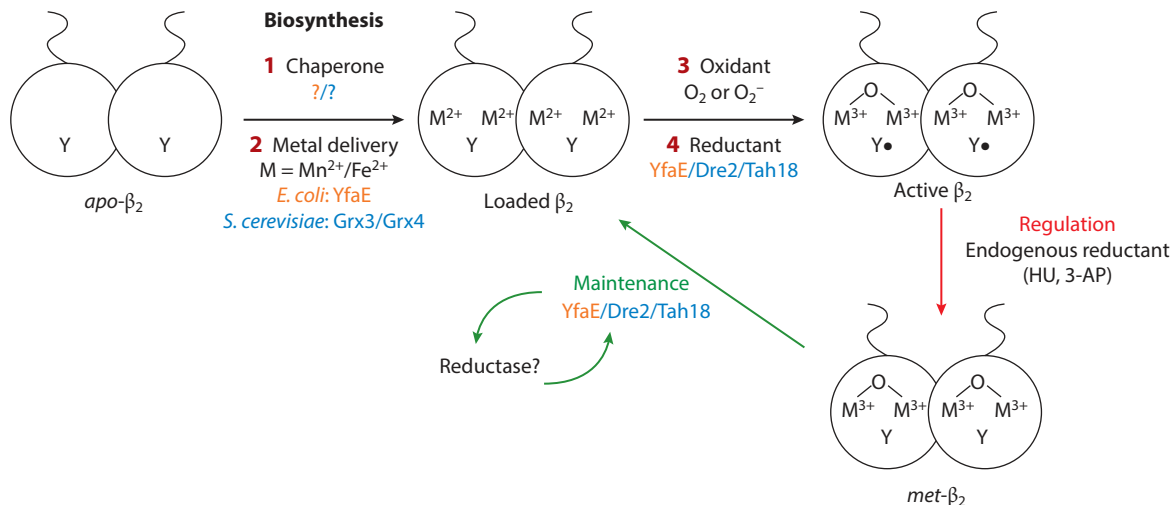 Biosynthesis
1 Chaperone
?/?
2 Metal delivery
M = Mn²⁺/Fe²⁺
E. coli: YfaE
S. cerevisiae: Grx3/Grx4
Y Y
apo-β₂
M²⁺ M²⁺ M²⁺ M²⁺
Y Y
Loaded β₂
3 Oxidant
O₂ or O₂⁻
4 Reductant
YfaE/Dre2/Tah18
O O
M³⁺ M³⁺ M³⁺ M³⁺
Y• Y•
Active β₂
Regulation
Endogenous reductant
(HU, 3-AP)
Maintenance
YfaE/Dre2/Tah18
Reductase?
O O
M³⁺ M³⁺ M³⁺ M³⁺
Y Y
met-β₂